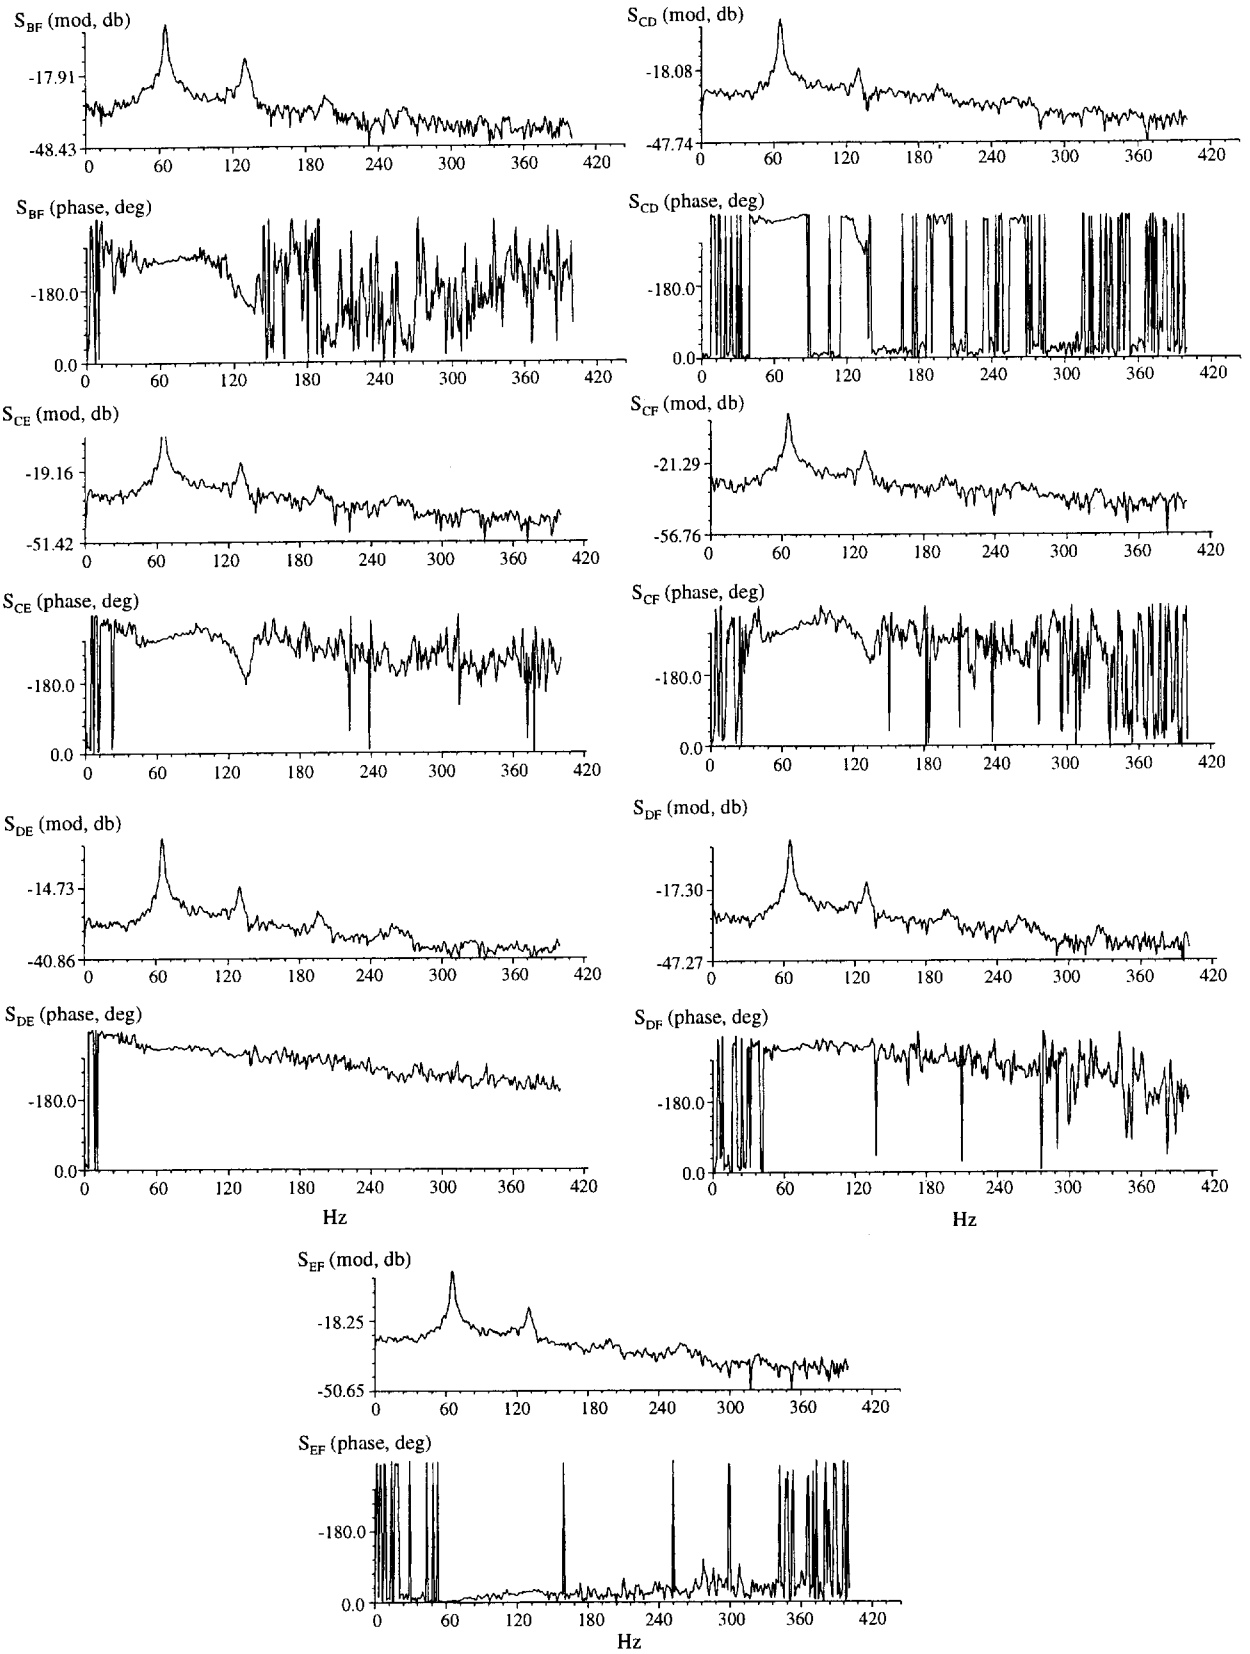 S_BF (mod, db)
-17.91
-48.43
0 60 120 180 240 300 360 420
S_CD (mod, db)
-18.08
-47.74
0 60 120 180 240 300 360 420
S_BF (phase, deg)
-180.0
0.0
0 60 120 180 240 300 360 420
S_CD (phase, deg)
-180.0
0.0
0 60 120 180 240 300 360 420
S_CE (mod, db)
-19.16
-51.42
0 60 120 180 240 300 360 420
S_CF (mod, db)
-21.29
-56.76
0 60 120 180 240 300 360 420
S_CE (phase, deg)
-180.0
0.0
0 60 120 180 240 300 360 420
S_CF (phase, deg)
-180.0
0.0
0 60 120 180 240 300 360 420
S_DE (mod, db)
-14.73
-40.86
0 60 120 180 240 300 360 420
S_DF (mod, db)
-17.30
-47.27
0 60 120 180 240 300 360 420
S_DE (phase, deg)
-180.0
0.0
0 60 120 180 240 300 360 420
Hz
S_DF (phase, deg)
-180.0
0.0
0 60 120 180 240 300 360 420
Hz
S_EF (mod, db)
-18.25
-50.65
0 60 120 180 240 300 360 420
S_EF (phase, deg)
-180.0
0.0
0 60 120 180 240 300 360 420
Hz